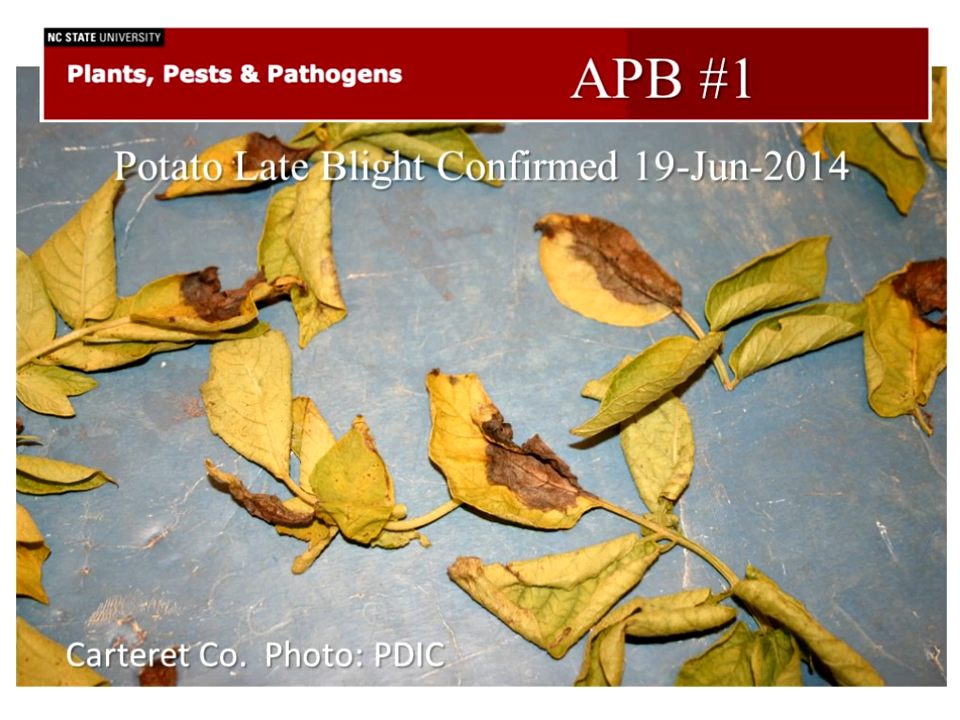 NC STATE UNIVERSITY
Plants, Pests & Pathogens
APB #1
Potato Late Blight Confirmed 19-Jun-2014
Carteret Co.  Photo: PDIC